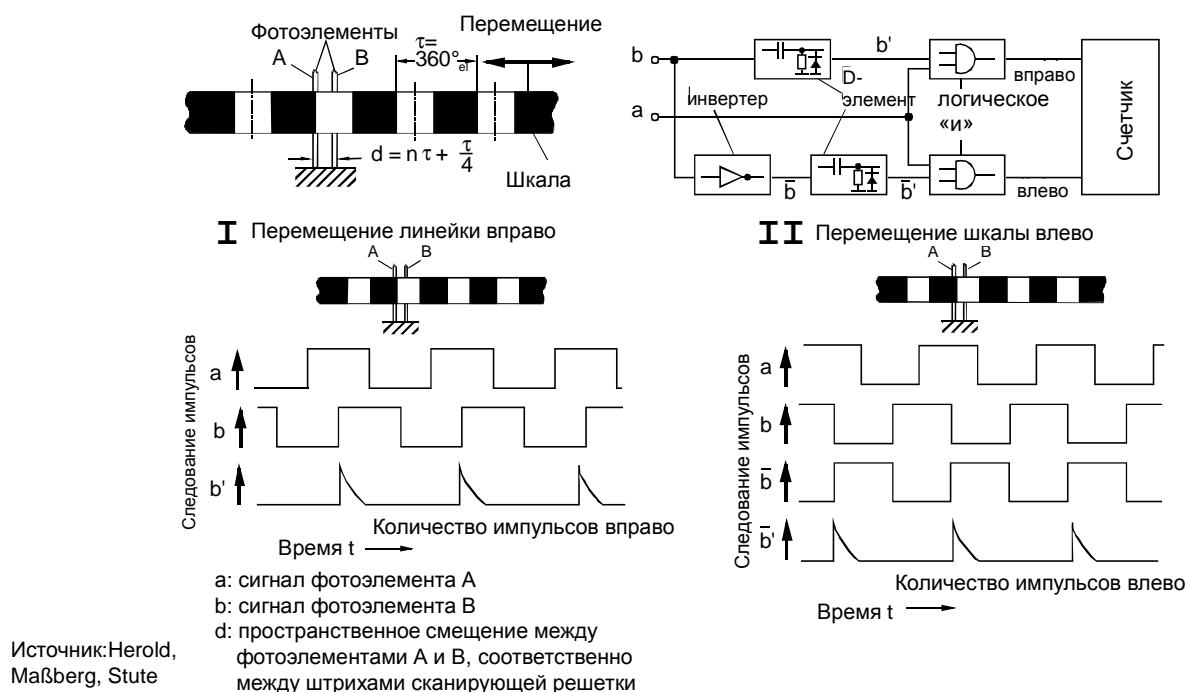 Фотоэлементы
A
B
τ=
360°el
Перемещение
d = n τ + τ/4
Шкала
b
a
инвертер
D-
элемент
b'
b̅
b̅'
вправо
логическое
«и»
влево
Счетчик
I Перемещение линейки вправо
A
B
Следование импульсов
a
b
b'
Количество импульсов вправо
Время t
II Перемещение шкалы влево
A
B
Следование импульсов
a
b
b̅
b̅'
Количество импульсов влево
Время t
a: сигнал фотоэлемента A
b: сигнал фотоэлемента B
d: пространственное смещение между
фотоэлементами A и B, соответственно
между штрихами сканирующей решетки
Источник:Herold,
Maßberg, Stute